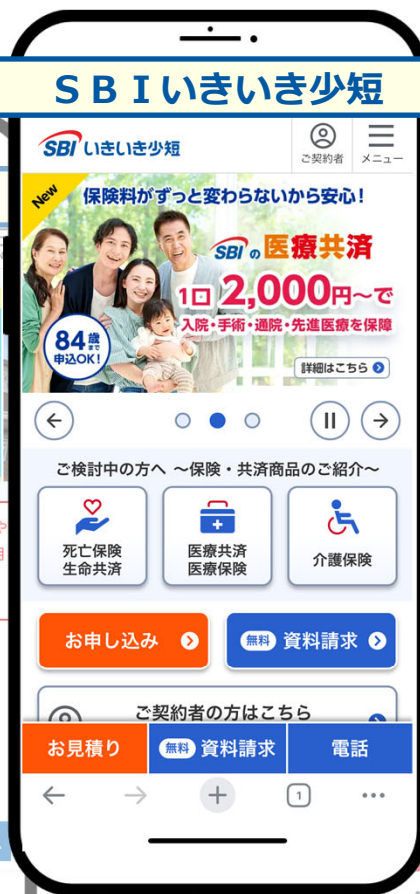 SBIいきいき少短
SBIいきいき少短
ご契約者
メニュー
New
保険料がずっと変わらないから安心！
SBIの医療共済
1口 2,000円〜で
入院・手術・通院・先進医療を保障
84歳まで
申込OK！
詳細はこちら
ご検討中の方へ 〜保険・共済商品のご紹介〜
死亡保険
生命共済
医療共済
医療保険
介護保険
お申し込み
無料 資料請求
ご契約者の方はこちら
お見積り
無料 資料請求
電話
1